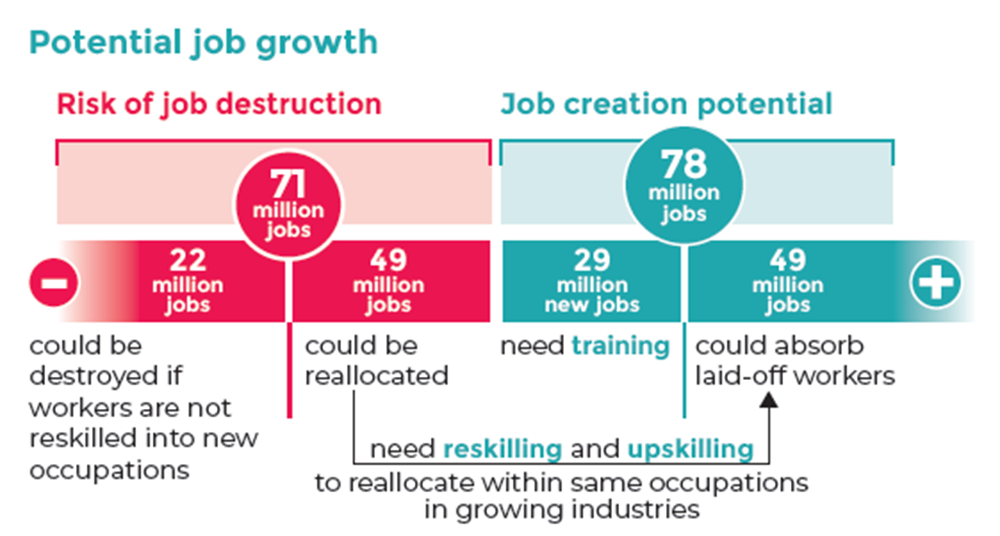 Potential job growth
Risk of job destruction
71
million
jobs
22
million
jobs
49
million
jobs
could be
destroyed if
workers are not
reskilled into new
occupations
could be
reallocated
Job creation potential
78
million
jobs
29
million
new jobs
49
million
jobs
need training
could absorb
laid-off workers
need reskilling and upskilling
to reallocate within same occupations
in growing industries